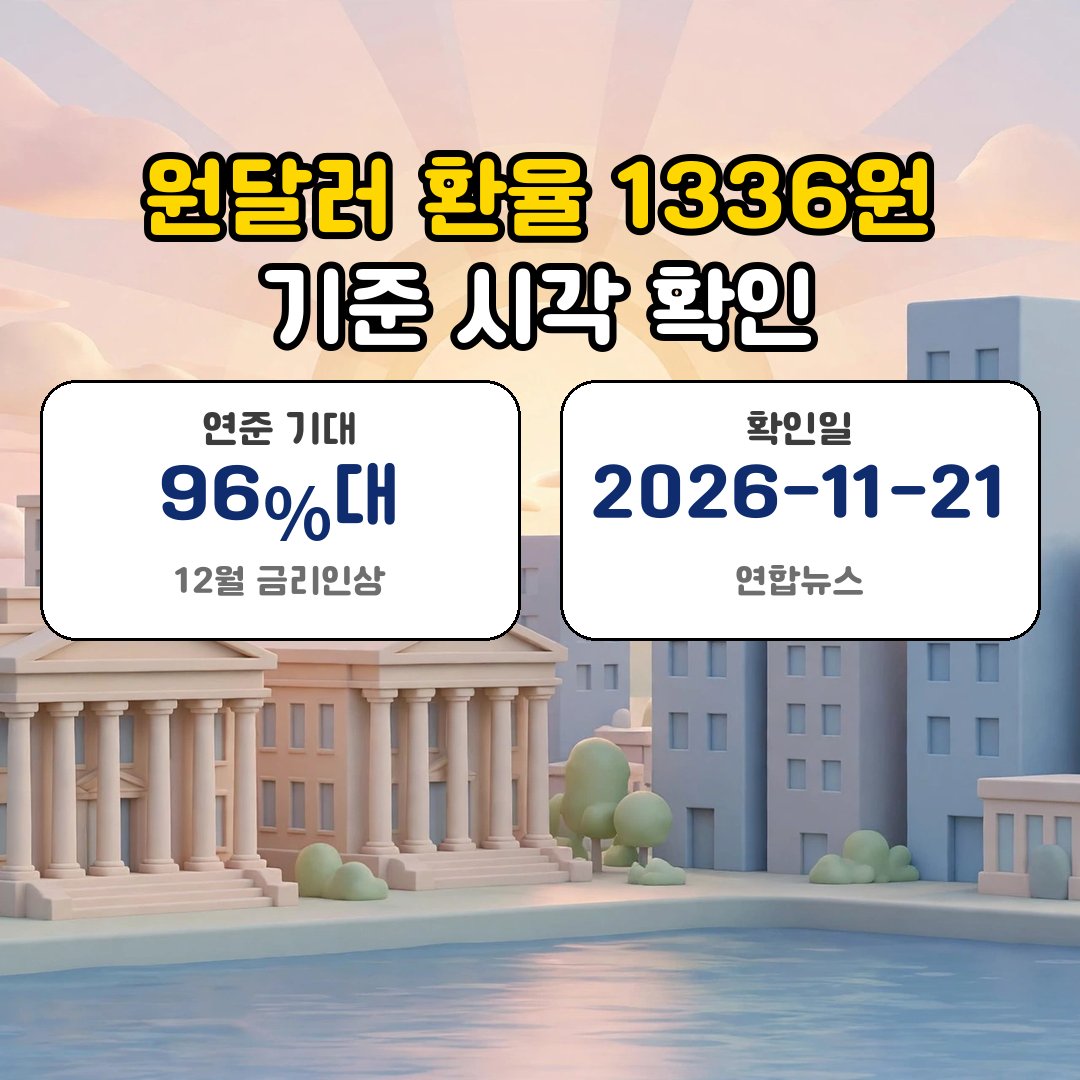 원달러 환율 1336원
기준 시각 확인
연준 기대
96%대
12월 금리인상
확인일
2026-11-21
연합뉴스